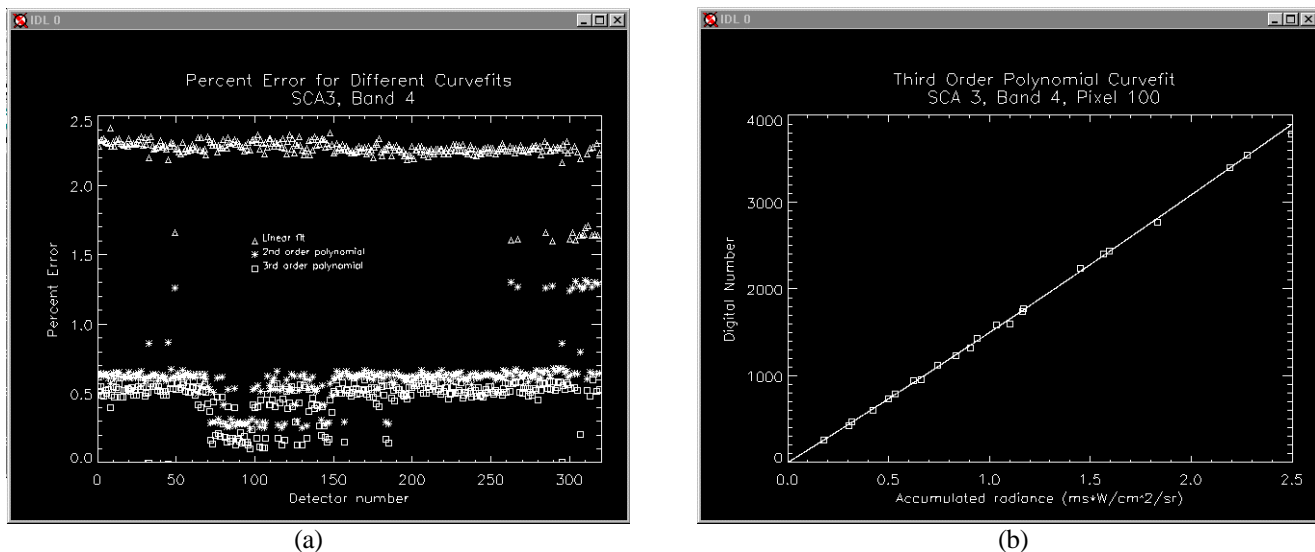 IDL 0
Percent Error for Different Curvefits
SCA3, Band 4
2.5
2.0
1.5
1.0
0.5
0.0
Percent Error
Linear fit
2nd order polynomial
3rd order polynomial
0 50 100 150 200 250 300
Detector number
(a)
IDL 0
Third Order Polynomial Curvefit
SCA 3, Band 4, Pixel 100
4000
3000
2000
1000
0
Digital Number
0.0 0.5 1.0 1.5 2.0 2.5
Accumulated radiance (ms*W/cm^2/sr)
(b)